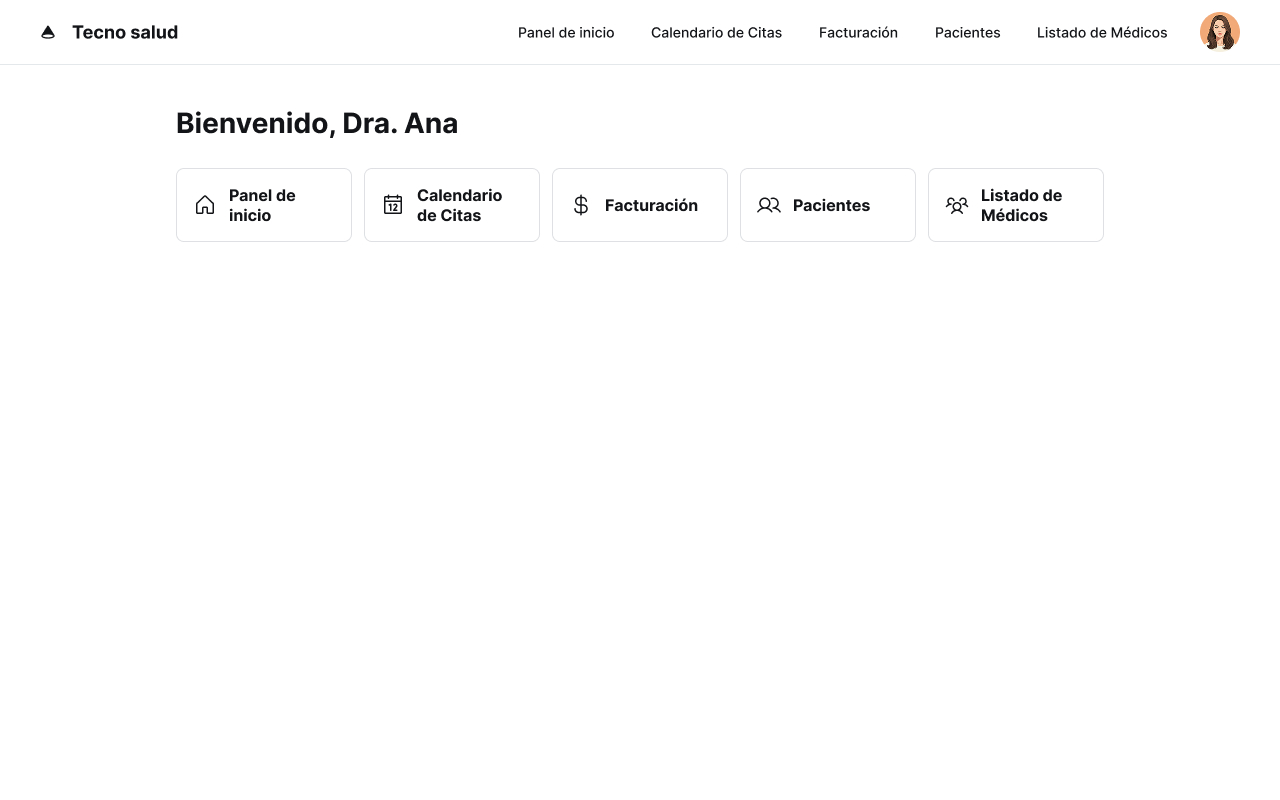 Tecno salud
Panel de inicio
Calendario de Citas
Facturación
Pacientes
Listado de Médicos
Bienvenido, Dra. Ana
Panel de
inicio
12
Calendario
de Citas
Facturación
Pacientes
Listado de
Médicos